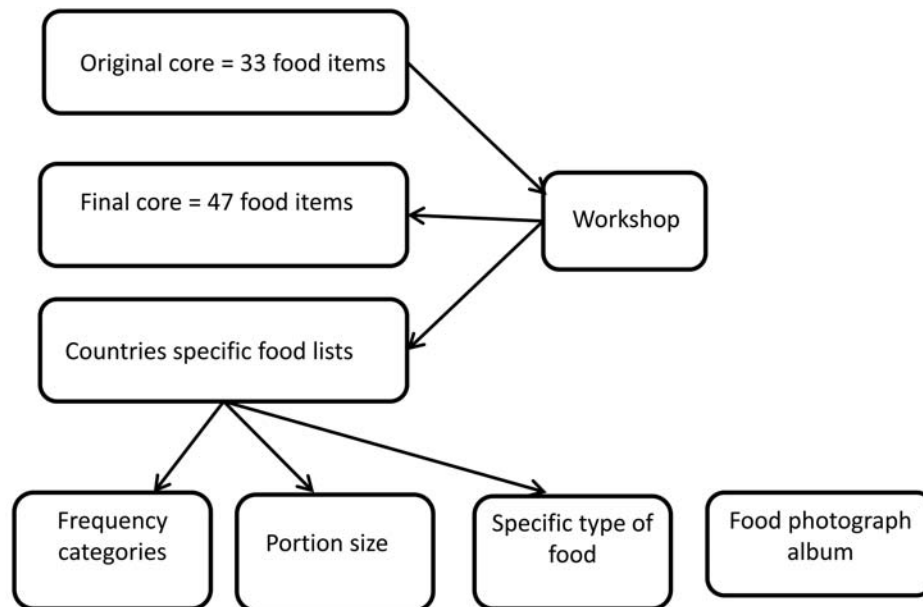 Original core = 33 food items
Final core = 47 food items
Workshop
Countries specific food lists
Frequency
categories
Portion size
Specific type of
food
Food photograph
album